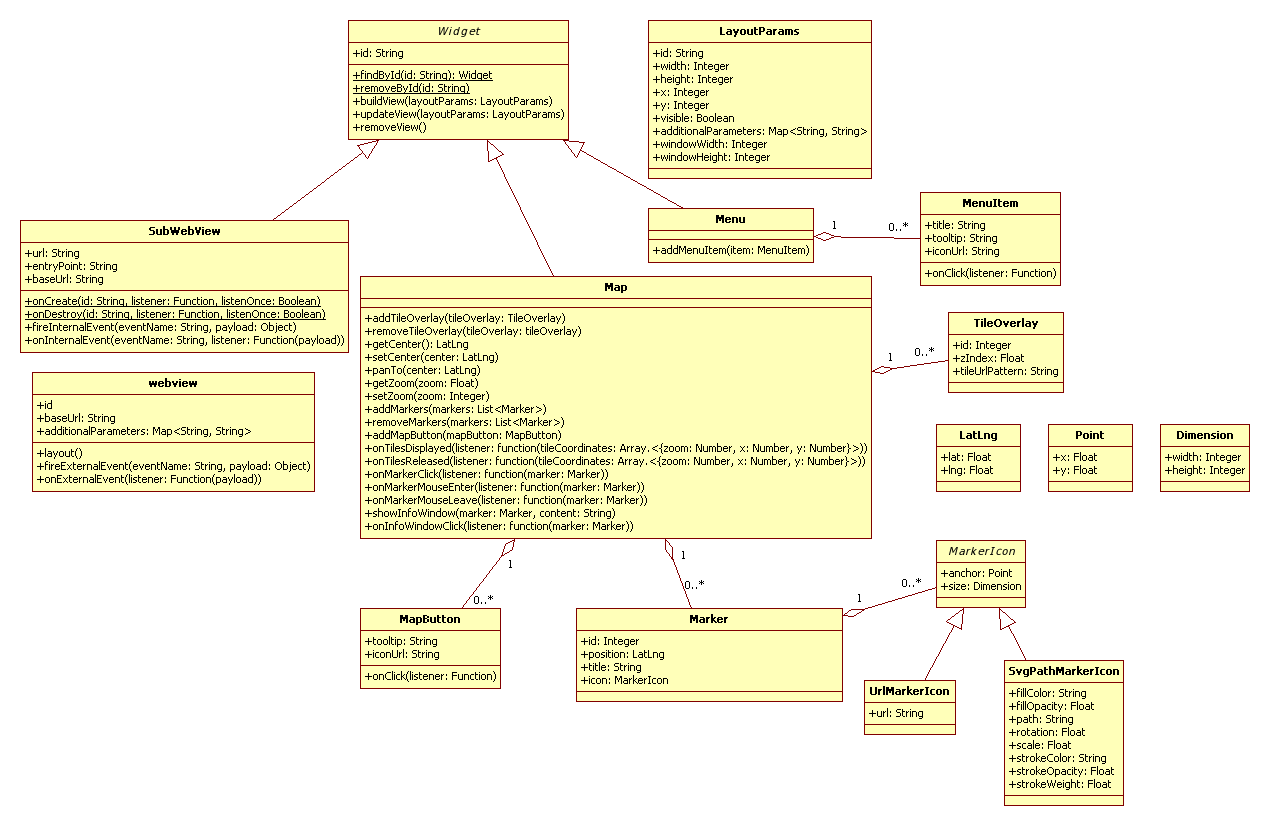 Widget
+id: String
+findById(id: String): Widget
+removeById(id: String)
+buildView(layoutParams: LayoutParams)
+updateView(layoutParams: LayoutParams)
+removeView()
LayoutParams
+id: String
+width: Integer
+height: Integer
+x: Integer
+y: Integer
+visible: Boolean
+additionalParameters: Map<String, String>
+windowWidth: Integer
+windowHeight: Integer
Menu
+addMenuItem(item: MenuItem)
1
0..*
MenuItem
+title: String
+tooltip: String
+iconUrl: String
+onClick(listener: Function)
SubWebView
+url: String
+entryPoint: String
+baseUrl: String
+onCreate(id: String, listener: Function, listenOnce: Boolean)
+onDestroy(id: String, listener: Function, listenOnce: Boolean)
+fireInternalEvent(eventName: String, payload: Object)
+onInternalEvent(eventName: String, listener: Function(payload))
webview
+id
+baseUrl: String
+additionalParameters: Map<String, String>
+layout()
+fireExternalEvent(eventName: String, payload: Object)
+onExternalEvent(listener: Function(payload))
Map
+addTileOverlay(tileOverlay: TileOverlay)
+removeTileOverlay(tileOverlay: tileOverlay)
+getCenter(): LatLng
+setCenter(center: LatLng)
+panTo(center: LatLng)
+getZoom(zoom: Float)
+setZoom(zoom: Integer)
+addMarkers(markers: List<Marker>)
+removeMarkers(markers: List<Marker>)
+addMapButton(mapButton: MapButton)
+onTilesDisplayed(listener: function(tileCoordinates: Array.<{zoom: Number, x: Number, y: Number}>))
+onTilesReleased(listener: function(tileCoordinates: Array.<{zoom: Number, x: Number, y: Number}>))
+onMarkerClick(listener: function(marker: Marker))
+onMarkerMouseEnter(listener: function(marker: Marker))
+onMarkerMouseLeave(listener: function(marker: Marker))
+showInfoWindow(marker: Marker, content: String)
+onInfoWindowClick(listener: function(marker: Marker))
1
0..*
TileOverlay
+id: Integer
+zIndex: Float
+tileUrlPattern: String
LatLng
+lat: Float
+lng: Float
Point
+x: Float
+y: Float
Dimension
+width: Integer
+height: Integer
1
0..*
MapButton
+tooltip: String
+iconUrl: String
+onClick(listener: Function)
1
0..*
Marker
+id: Integer
+position: LatLng
+title: String
+icon: MarkerIcon
1
0..*
MarkerIcon
+anchor: Point
+size: Dimension
UrlMarkerIcon
+url: String
SvgPathMarkerIcon
+fillColor: String
+fillOpacity: Float
+path: String
+rotation: Float
+scale: Float
+strokeColor: String
+strokeOpacity: Float
+strokeWeight: Float